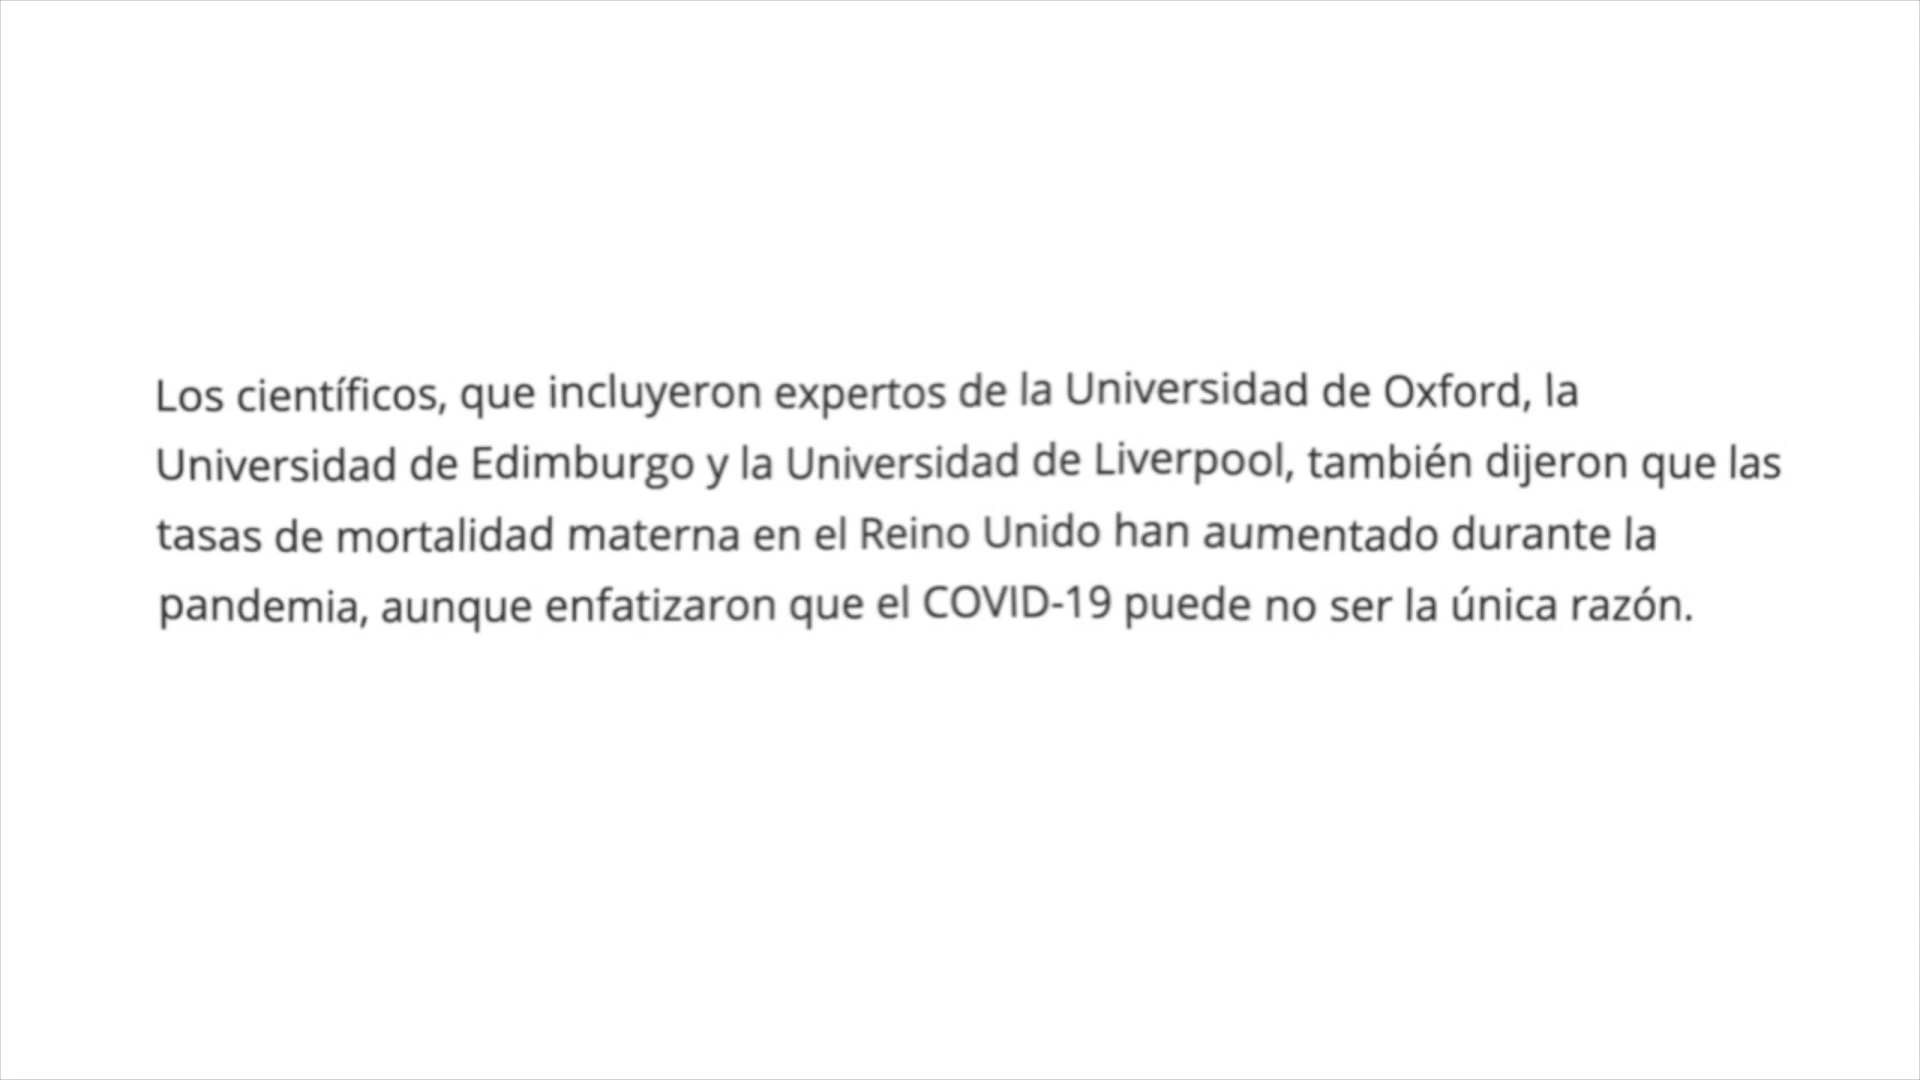 Los científicos, que incluyeron expertos de la Universidad de Oxford, la
Universidad de Edimburgo y la Universidad de Liverpool, también dijeron que las
tasas de mortalidad materna en el Reino Unido han aumentado durante la
pandemia, aunque enfatizaron que el COVID-19 puede no ser la única razón.